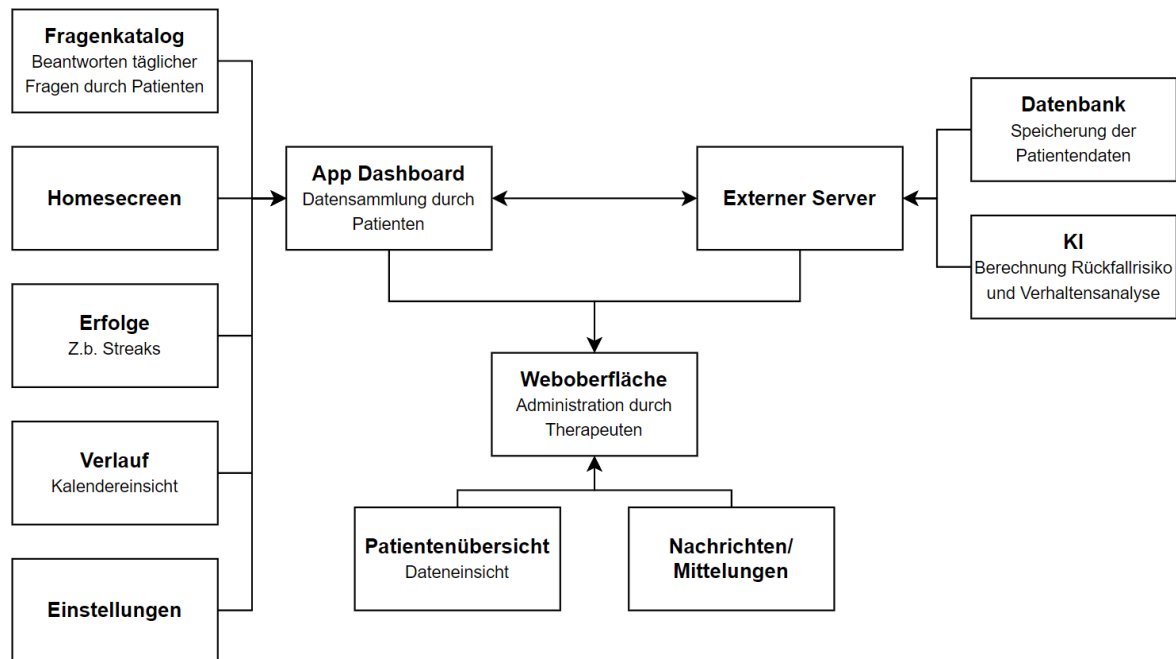 Fragenkatalog
Beantworten täglicher
Fragen durch Patienten
Homesecreen
Erfolge
Z.b. Streaks
Verlauf
Kalendereinsicht
Einstellungen
App Dashboard
Datensammlung durch
Patienten
Externer Server
Datenbank
Speicherung der
Patientendaten
KI
Berechnung Rückfallrisiko
und Verhaltensanalyse
Weboberfläche
Administration durch
Therapeuten
Patientenübersicht
Dateneinsicht
Nachrichten/
Mittelungen